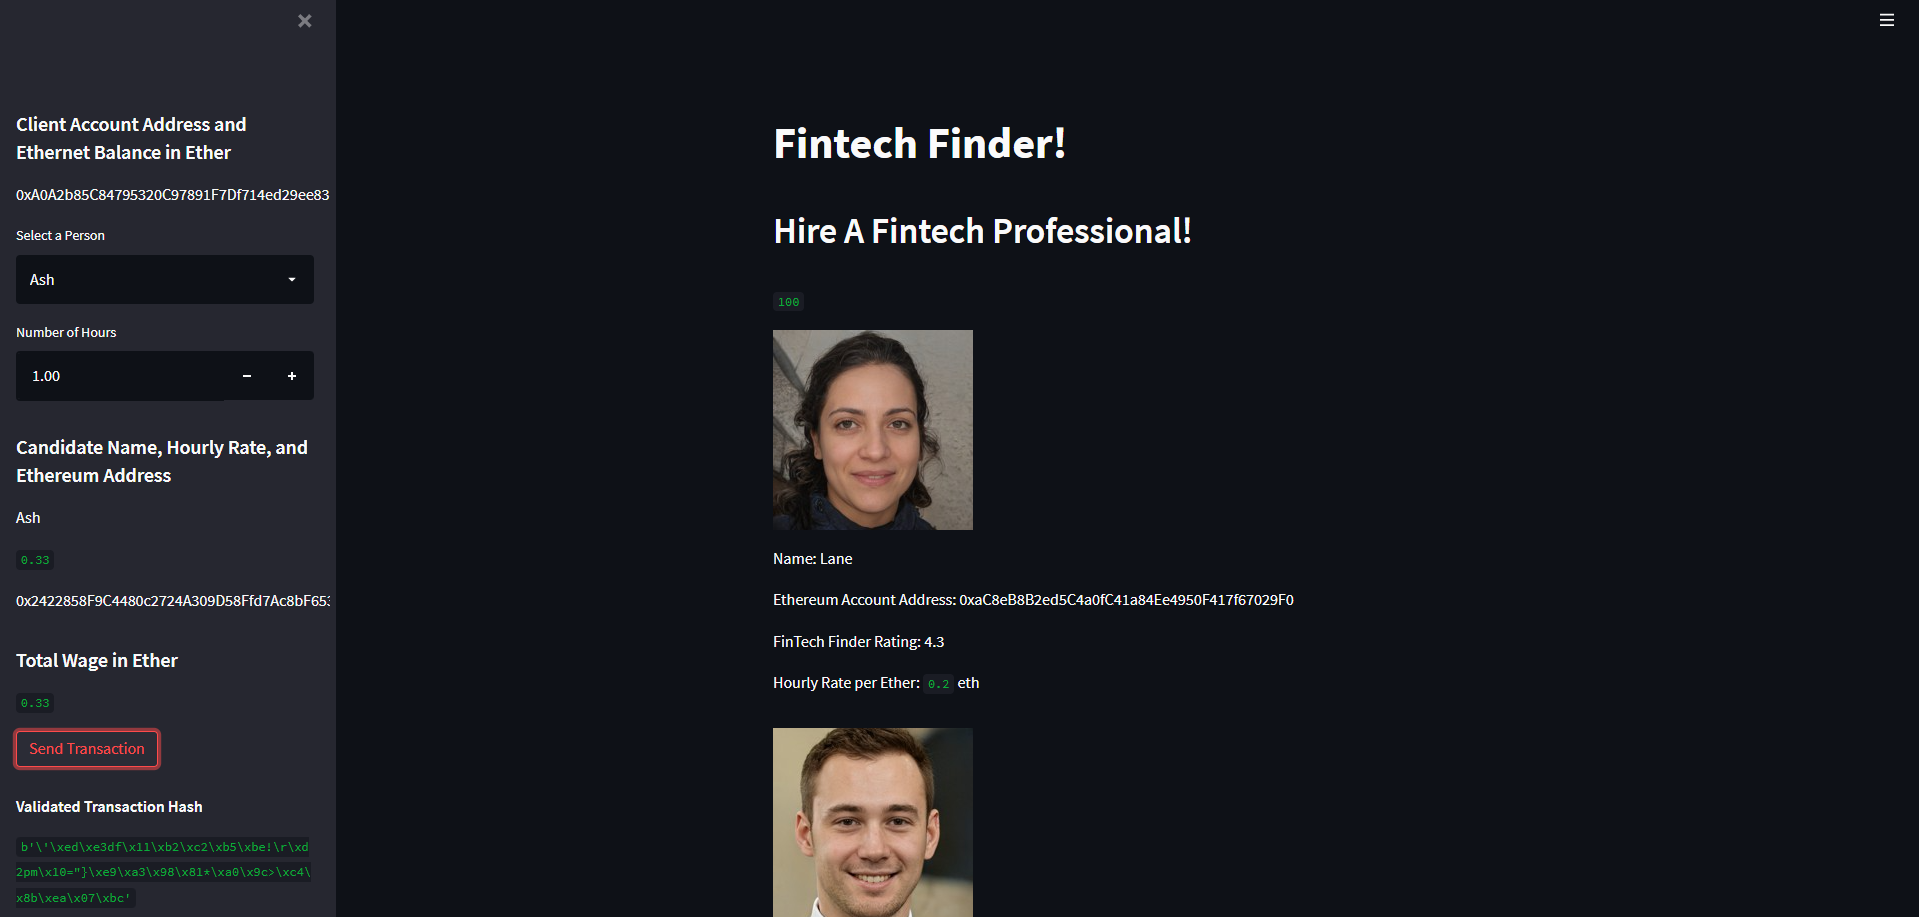 Client Account Address and
Ethernet Balance in Ether
0xA0A2b85C84795320C97891F7Df714ed29ee83
Select a Person
Ash
Number of Hours
1.00
Candidate Name, Hourly Rate, and
Ethereum Address
Ash
0.33
0x2422858F9C4480c2724A309D58Ffd7Ac8bF653
Total Wage in Ether
0.33
Send Transaction
Validated Transaction Hash
b'\'\xed\xe3df\x11\xb2\xc2\xb5\xbe!\r\xd
2pm\x10="}\xe9\xa3\x98\x81*\xa0\x9c>\xc4\
x8b\xea\x07\xbc'
Fintech Finder!
Hire A Fintech Professional!
100
Name: Lane
Ethereum Account Address: 0xaC8eB8B2ed5C4a0fC41a84Ee4950F417f67029F0
FinTech Finder Rating: 4.3
Hourly Rate per Ether: 0.2 eth